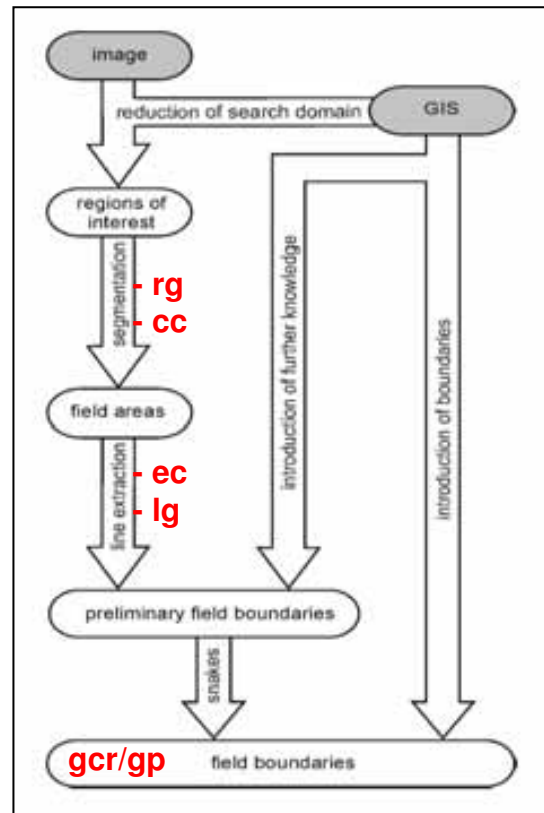 image
reduction of search domain
GIS
regions of
interest
segmentation
- rg
- cc
introduction of further knowledge
introduction of boundaries
field areas
line extraction
- ec
- lg
preliminary field boundaries
snakes
gcr/gp
field boundaries